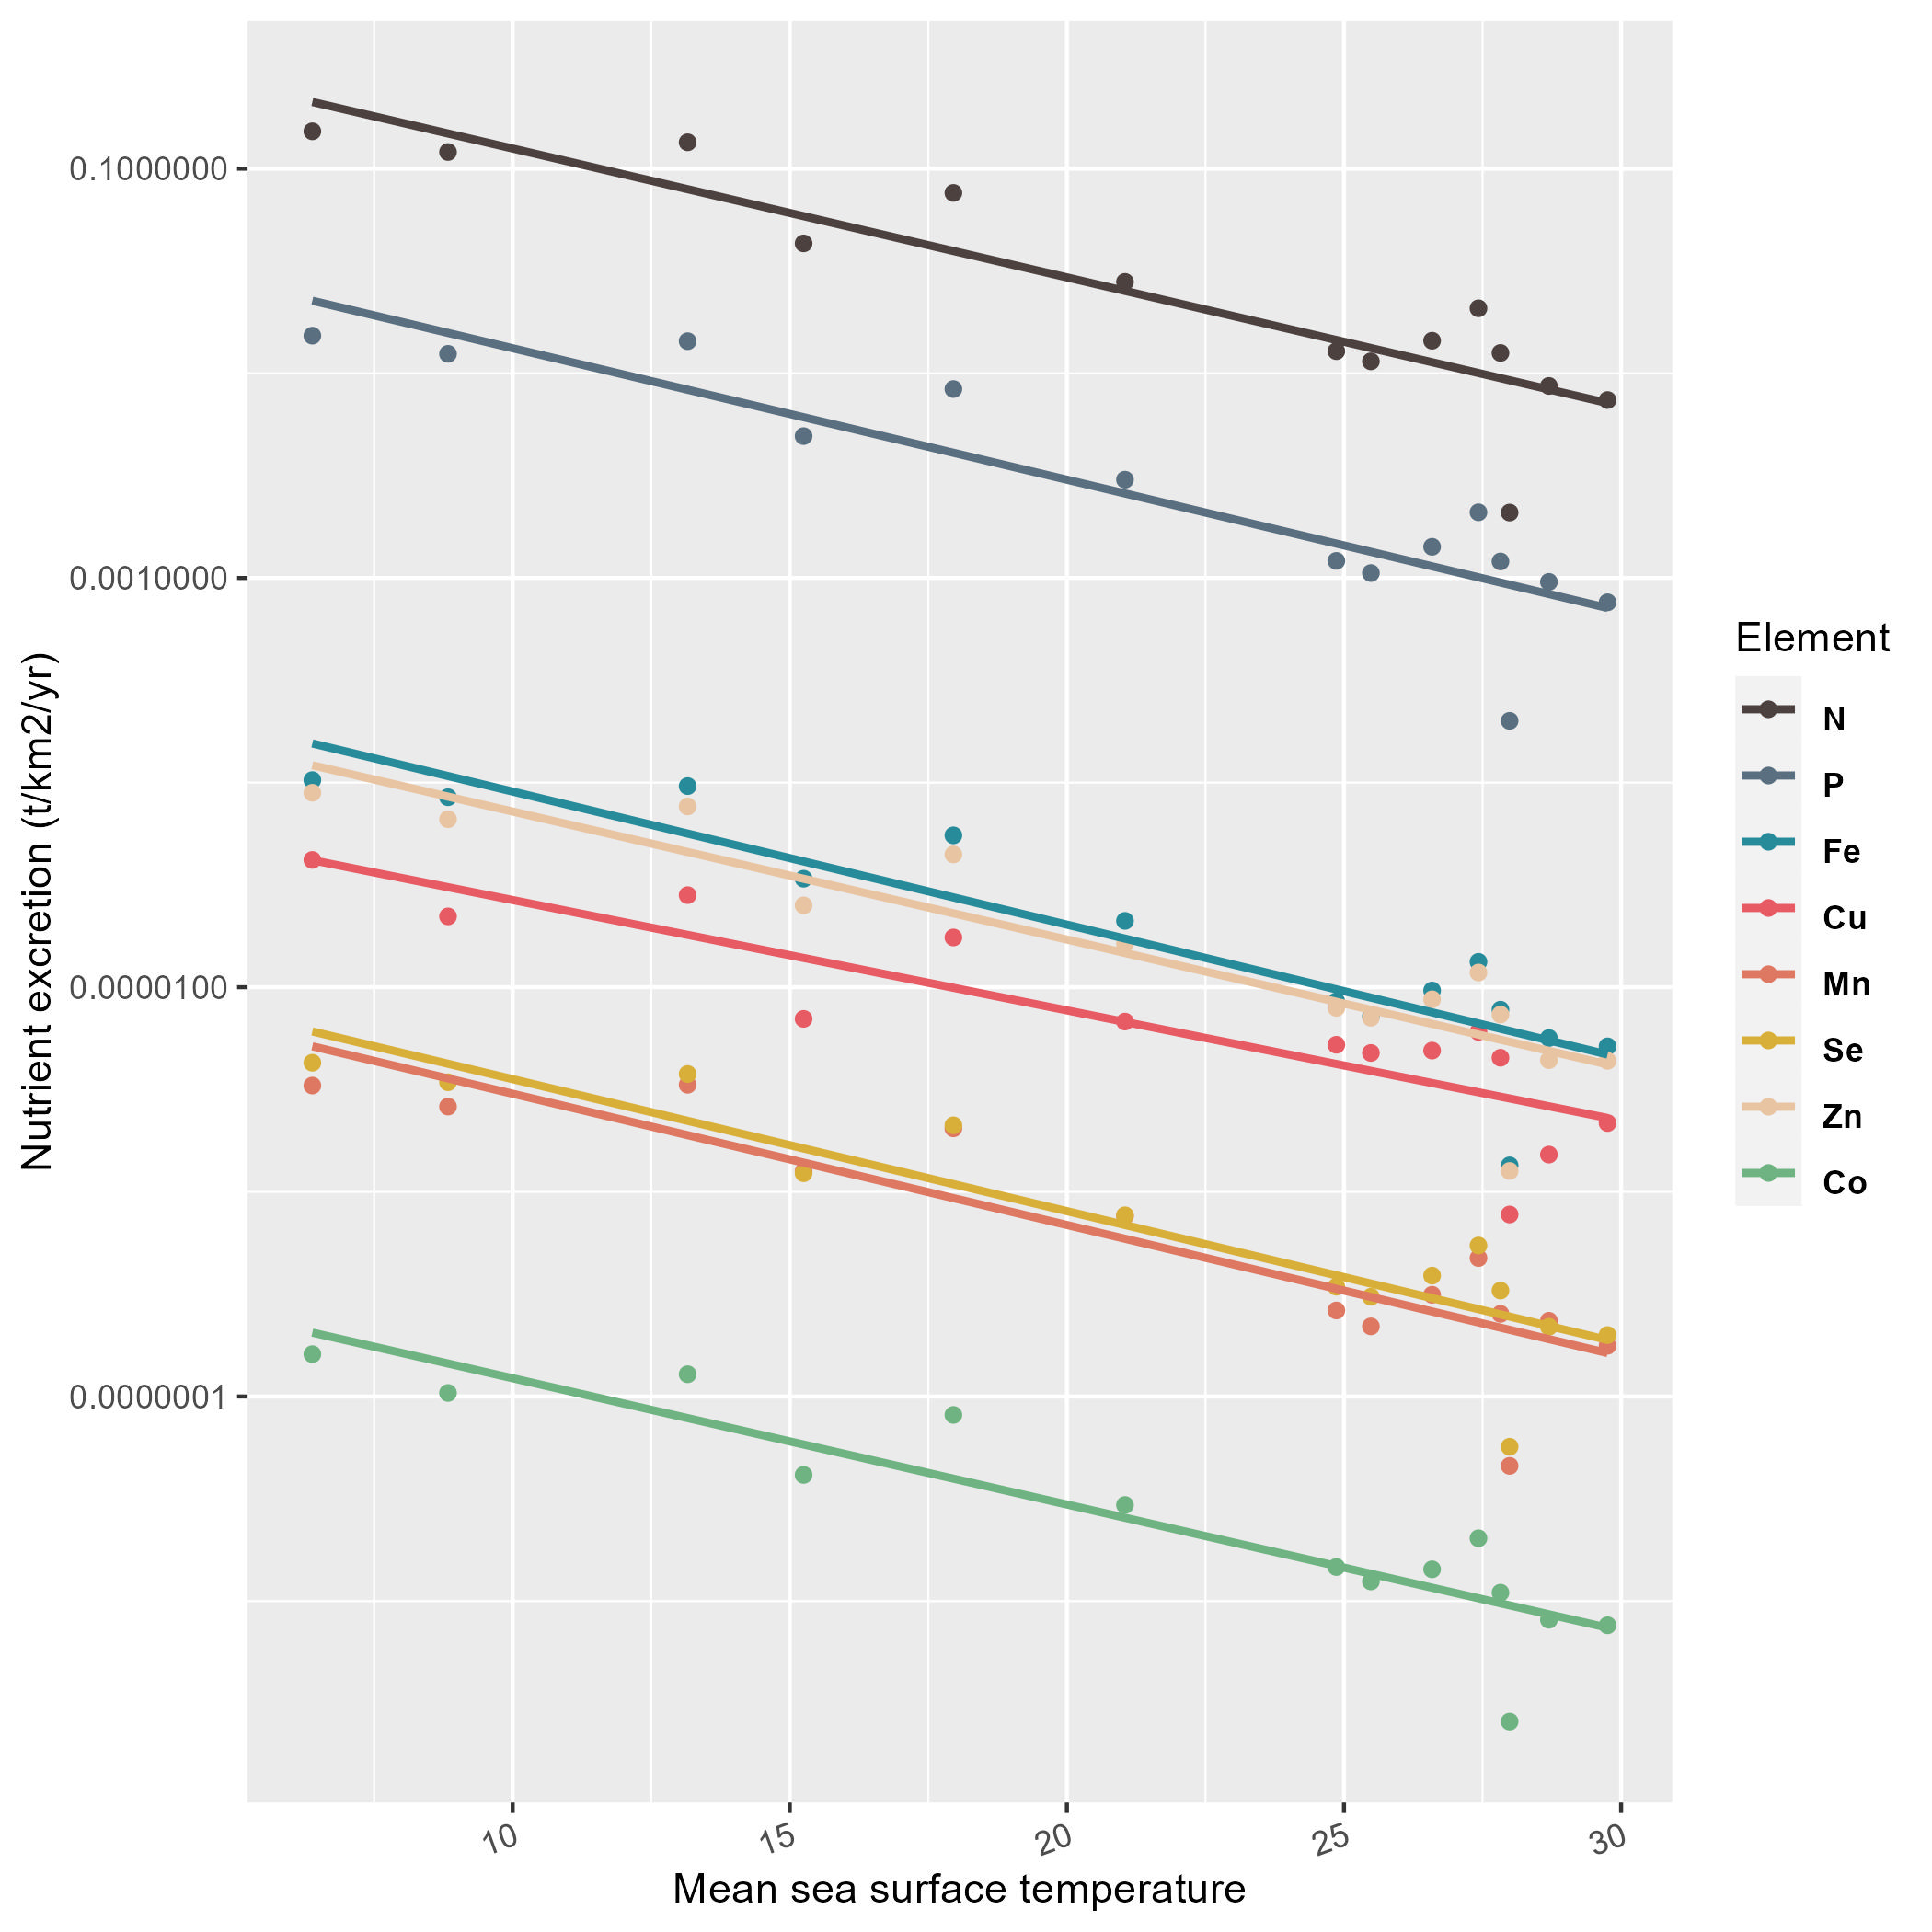 0.1000000
0.0010000
0.0000100
0.0000001
Nutrient excretion (t/km2/yr)
10
15
20
25
30
Mean sea surface temperature
Element
N
P
Fe
Cu
Mn
Se
Zn
Co